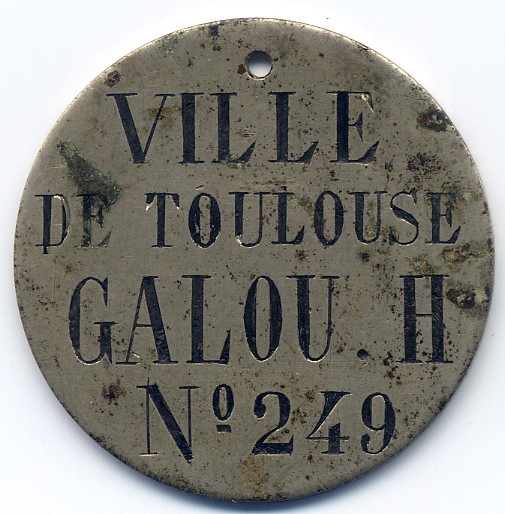 VILLE
DE TOULOUSE
GALOU. H
Nº 249